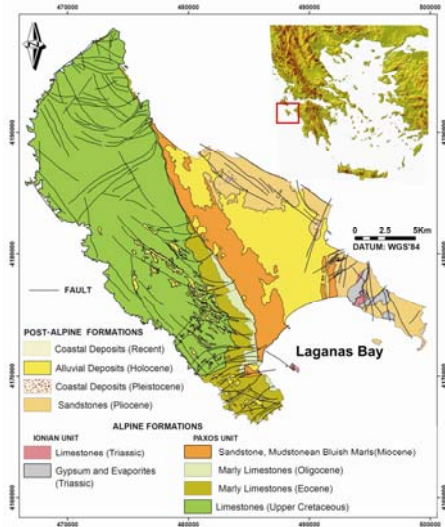 470000 480000 490000 500000
4190000
4180000
4170000
4160000
0 2.5 5Km
DATUM: WGS'84
Laganas Bay
FAULT
POST-ALPINE FORMATIONS
Coastal Deposits (Recent)
Alluvial Deposits (Holocene)
Coastal Deposits (Pleistocene)
Sandstones (Pliocene)
ALPINE FORMATIONS
IONIAN UNIT
Limestones (Triassic)
Gypsum and Evaporites
(Triassic)
PAXOS UNIT
Sandstone, Mudstonean Bluish Marls(Miocene)
Marly Limestones (Oligocene)
Marly Limestones (Eocene)
Limestones (Upper Cretaceous)
470000 480000 490000 500000